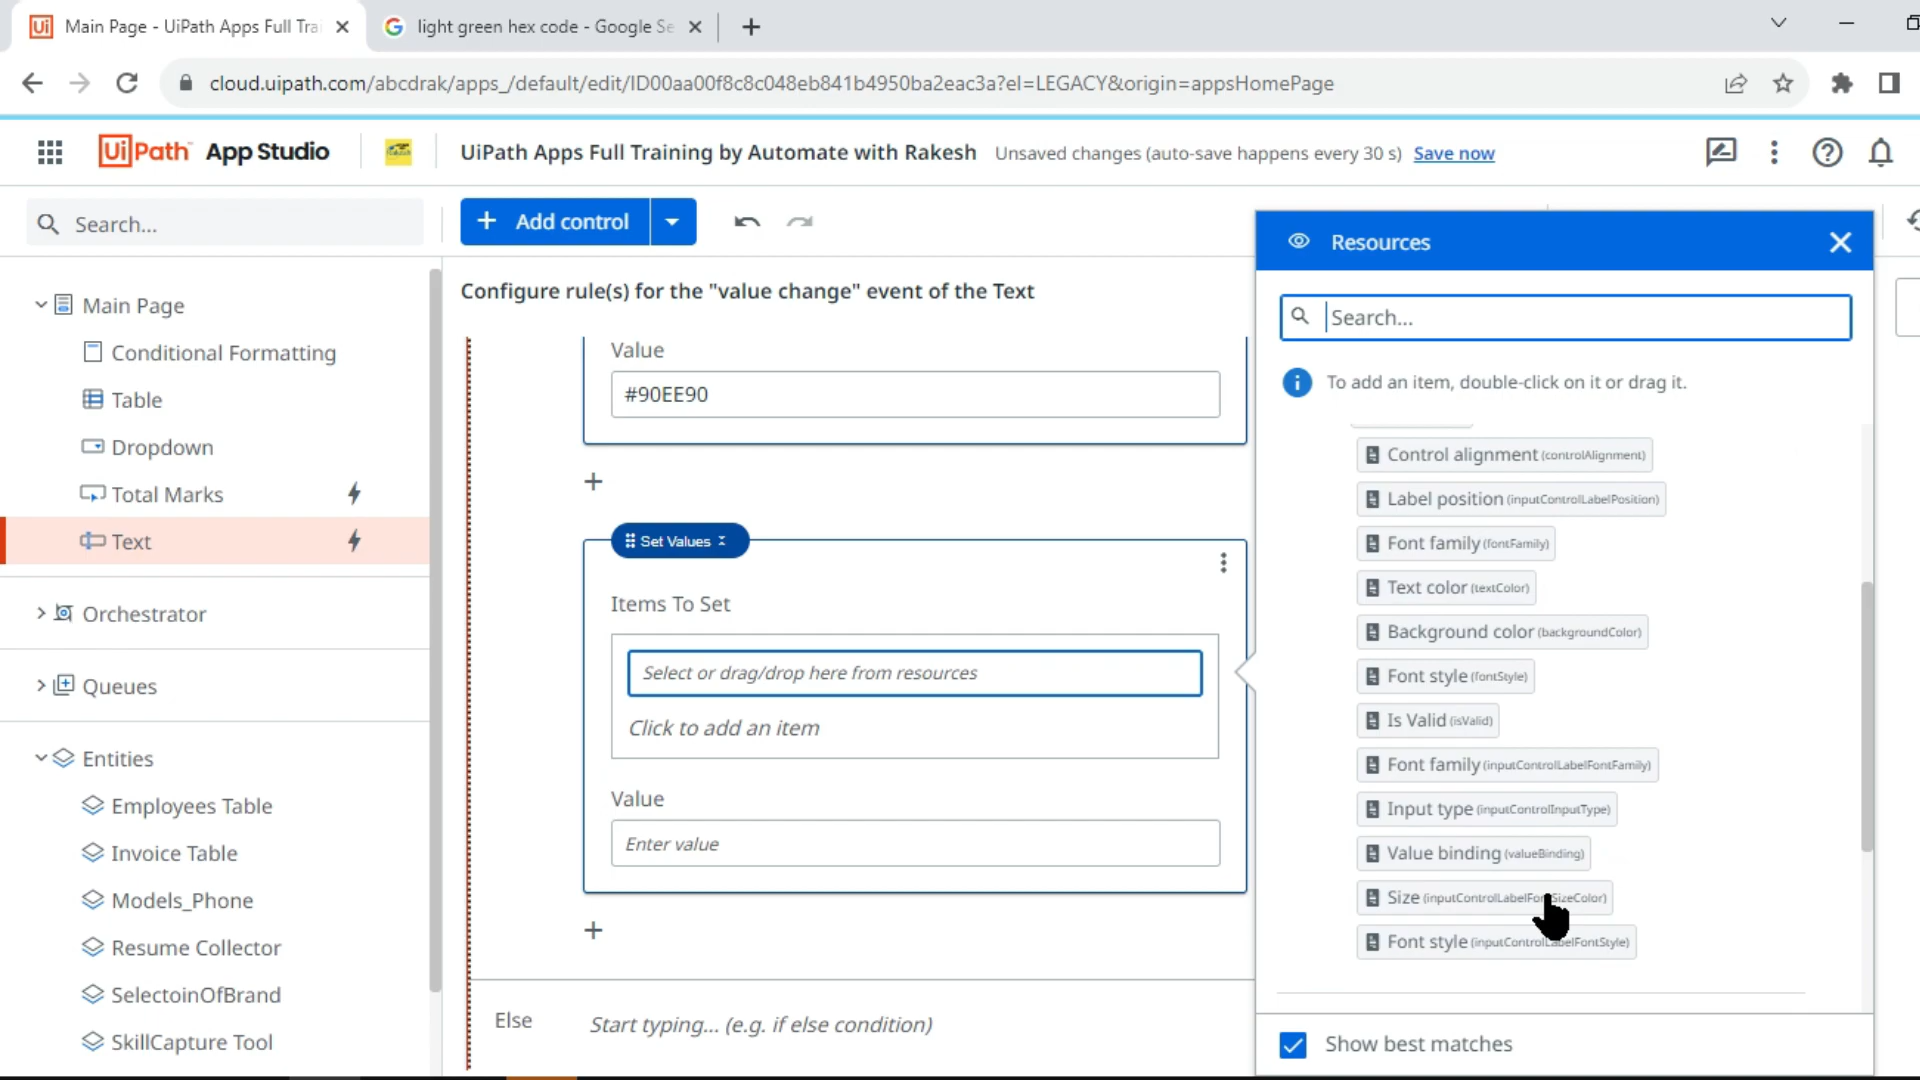 Main Page - UiPath Apps Full Trai
light green hex code - Google Se
cloud.uipath.com/abcdrak/apps_/default/edit/ID00aa00f8c8c048eb841b4950ba2eac3a?el=LEGACY&origin=appsHomePage
UiPath App Studio
UiPath Apps Full Training by Automate with Rakesh
Unsaved changes (auto-save happens every 30 s) Save now
Search...
+ Add control
Main Page
Conditional Formatting
Table
Dropdown
Total Marks
Text
Orchestrator
Queues
Entities
Employees Table
Invoice Table
Models_Phone
Resume Collector
SelectoinOfBrand
SkillCapture Tool
Configure rule(s) for the "value change" event of the Text
Value
#90EE90
+
Set Values
Items To Set
Select or drag/drop here from resources
Click to add an item
Value
Enter value
+
Else Start typing... (e.g. if else condition)
Resources
Search...
To add an item, double-click on it or drag it.
Control alignment (controlAlignment)
Label position (inputControlLabelPosition)
Font family (fontFamily)
Text color (textColor)
Background color (backgroundColor)
Font style (fontStyle)
Is Valid (isValid)
Font family (inputControlLabelFontFamily)
Input type (inputControlInputType)
Value binding (valueBinding)
Size (inputControlLabelFontSizeColor)
Font style (inputControlLabelFontStyle)
Show best matches